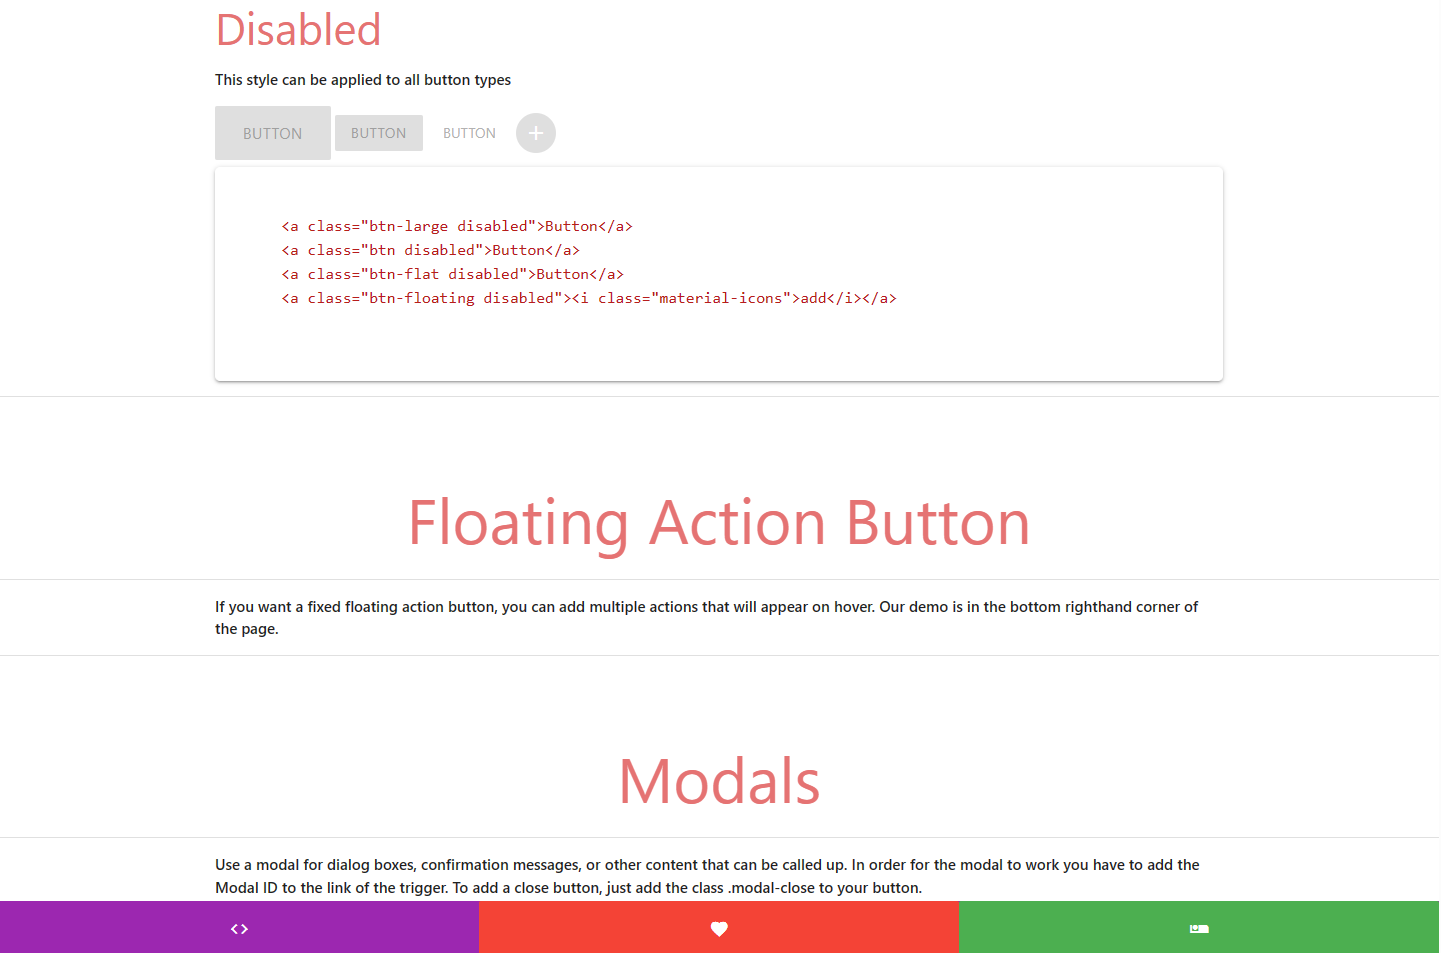 Disabled
This style can be applied to all button types
BUTTON BUTTON BUTTON
<a class="btn-large disabled">Button</a>
<a class="btn disabled">Button</a>
<a class="btn-flat disabled">Button</a>
<a class="btn-floating disabled"><i class="material-icons">add</i></a>
Floating Action Button
If you want a fixed floating action button, you can add multiple actions that will appear on hover. Our demo is in the bottom righthand corner of
the page.
Modals
Use a modal for dialog boxes, confirmation messages, or other content that can be called up. In order for the modal to work you have to add the
Modal ID to the link of the trigger. To add a close button, just add the class .modal-close to your button.